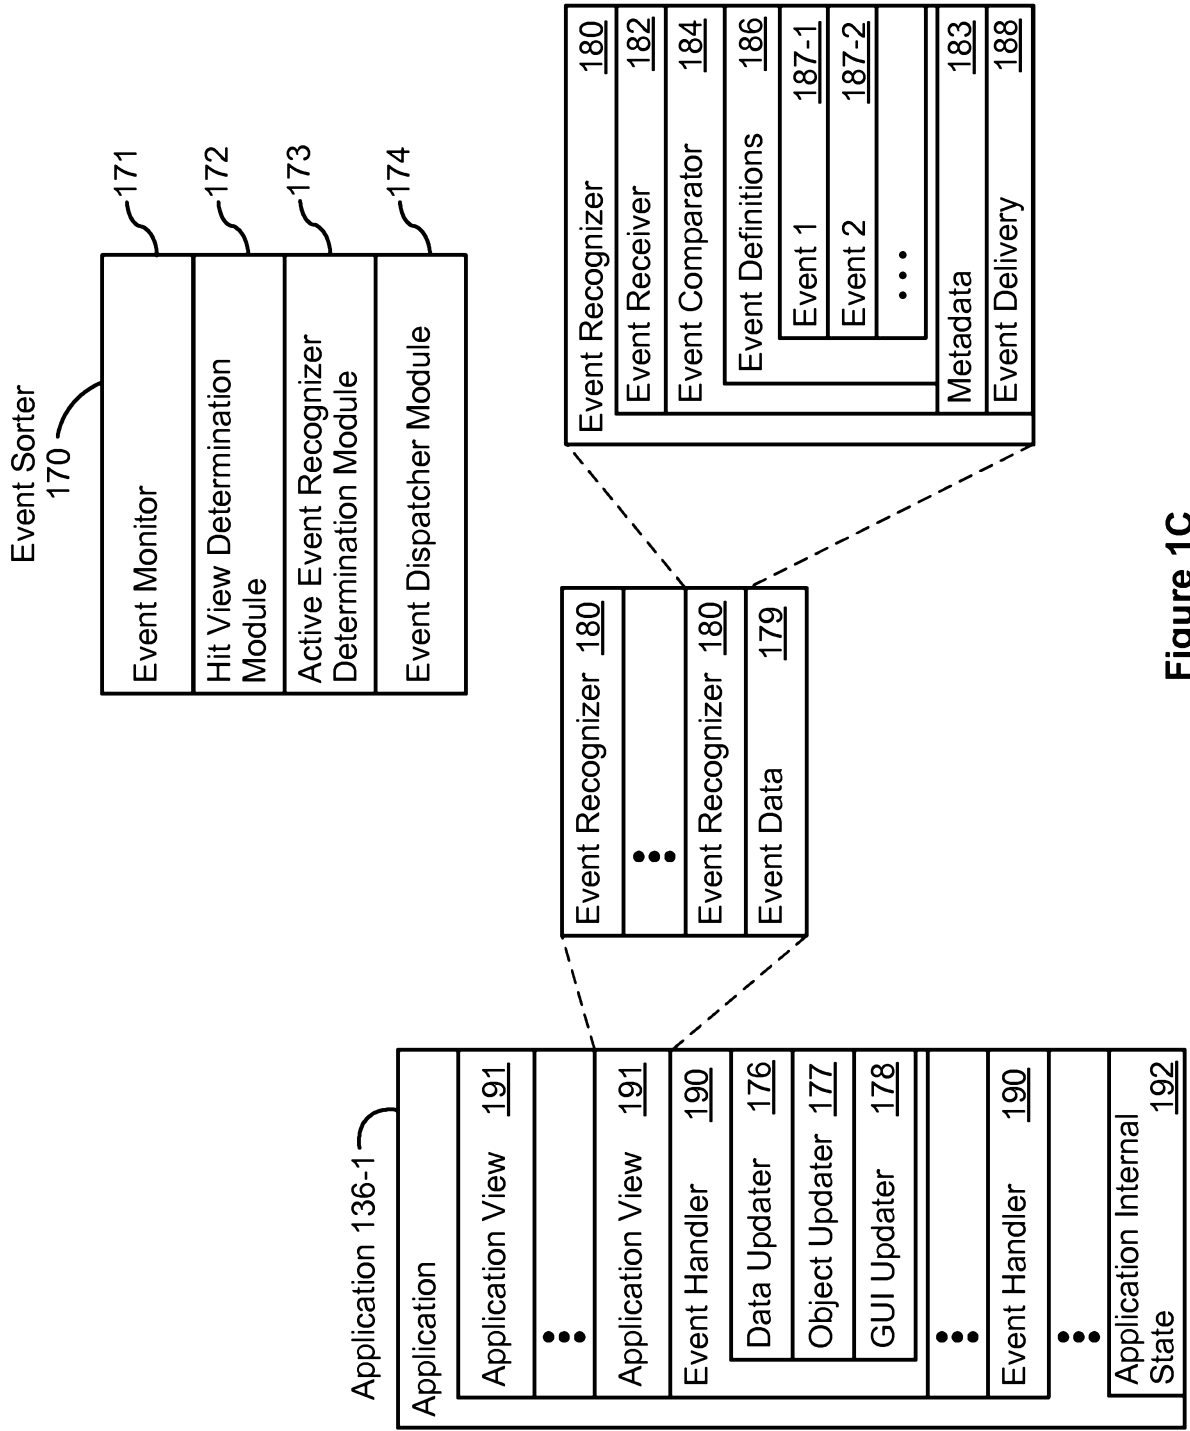 Event Sorter
170
Event Monitor
171
Hit View Determination
Module
172
Active Event Recognizer
Determination Module
173
Event Dispatcher Module
174
Application 136-1
Application
Application View 191
•••
Application View 191
Event Handler 190
Data Updater 176
Object Updater 177
GUI Updater 178
•••
Event Handler 190
•••
Application Internal
State 192
Event Recognizer 180
•••
Event Recognizer 180
Event Data 179
Event Recognizer 180
Event Receiver 182
Event Comparator 184
Event Definitions 186
Event 1 187-1
Event 2 187-2
•••
Metadata 183
Event Delivery 188
Figure 1C